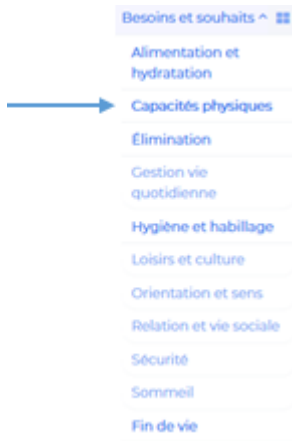 Besoins et souhaits
Alimentation et
hydratation
Capacités physiques
Élimination
Gestion vie
quotidienne
Hygiène et habillage
Loisirs et culture
Orientation et sens
Relation et vie sociale
Sécurité
Sommeil
Fin de vie